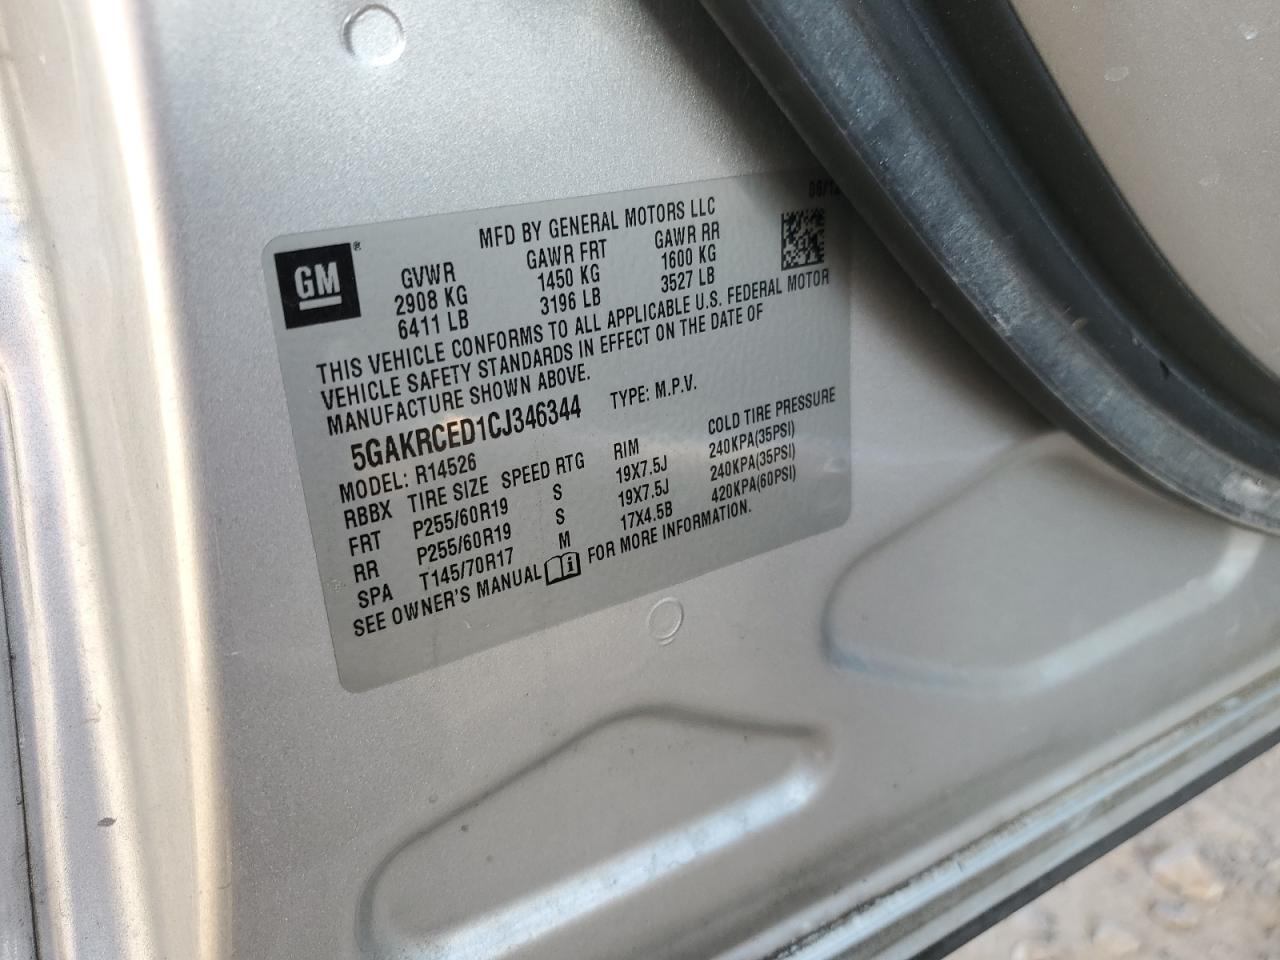 06/12
MFD BY GENERAL MOTORS LLC
GM®
GVWR GAWR FRT GAWR RR
2908 KG 1450 KG 1600 KG
6411 LB 3196 LB 3527 LB
THIS VEHICLE CONFORMS TO ALL APPLICABLE U.S. FEDERAL MOTOR
VEHICLE SAFETY STANDARDS IN EFFECT ON THE DATE OF
MANUFACTURE SHOWN ABOVE.
5GAKRCED1CJ346344 TYPE: M.P.V.
MODEL: R14526
RBBX TIRE SIZE SPEED RTG RIM COLD TIRE PRESSURE
FRT P255/60R19 S 19X7.5J 240KPA(35PSI)
RR P255/60R19 S 19X7.5J 240KPA(35PSI)
SPA T145/70R17 M 17X4.5B 420KPA(60PSI)
SEE OWNER'S MANUAL i FOR MORE INFORMATION.